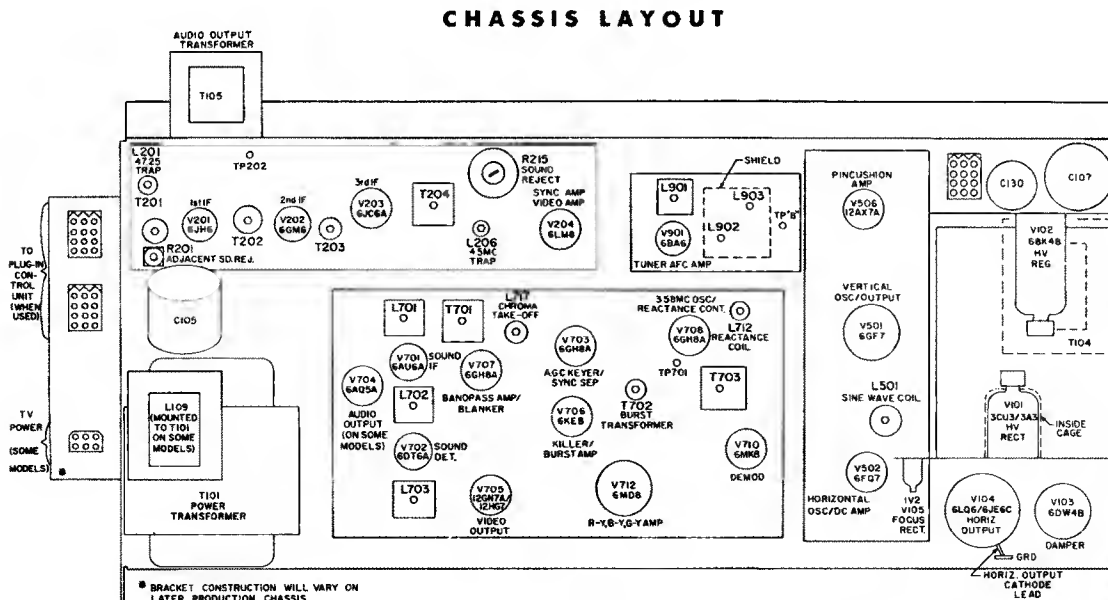 CHASSIS LAYOUT
AUDIO OUTPUT
TRANSFORMER
T105
L201
47.25
TRAP
TP202
T201
1st IF
V201
6JH6
T202
2nd IF
V202
6GM6
T203
3rd IF
V203
6JC6A
T204
R215
SOUND
REJECT
SYNC AMP
VIDEO AMP
V204
6LM8
L206
4.5MC
TRAP
R201
ADJACENT SD. REJ.
SHIELD
L901
L903
TP"B"
V901
6BA6
L902
TUNER AFC AMP
PINCUSHION
AMP
V506
12AX7A
C130
C107
V102
6BK4B
HV
REG
T104
VERTICAL
OSC/OUTPUT
V501
6GF7
L501
SINE WAVE COIL
V101
3CU3/3A3
HV
RECT
INSIDE
CAGE
V502
6FQ7
HORIZONTAL
OSC/DC AMP
1V2
V105
FOCUS
RECT.
V104
6LQ6/6JE6C
HORIZ
OUTPUT
V103
6DW4B
DAMPER
GRD
HORIZ. OUTPUT
CATHODE
LEAD
TO
PLUG-IN
CON-
TROL
UNIT
(WHEN
USED)
C105
TV
POWER
(SOME
MODELS)
*
L109
(MOUNTED
TO T101
ON SOME
MODELS)
T101
POWER
TRANSFORMER
L701
T701
L717
CHROMA
TAKE-OFF
V701
6AU6A
SOUND
IF
V707
6GH8A
BANDPASS AMP/
BLANKER
V704
6AQ5A
AUDIO
OUTPUT
(ON SOME
MODELS)
L702
V702
6DT6A
SOUND
DET.
L703
V705
12GN7A/
12HG7
VIDEO
OUTPUT
V703
6GH8A
AGC KEYER/
SYNC SEP
V706
6KE8
KILLER/
BURST AMP
3.58MC OSC/
REACTANCE CONT.
V708
6GH8A
L712
REACTANCE
COIL
TP701
T702
BURST
TRANSFORMER
T703
V710
6MK8
DEMOD
V712
6MD8
R-Y, B-Y, G-Y AMP
* BRACKET CONSTRUCTION WILL VARY ON
LATER PRODUCTION CHASSIS